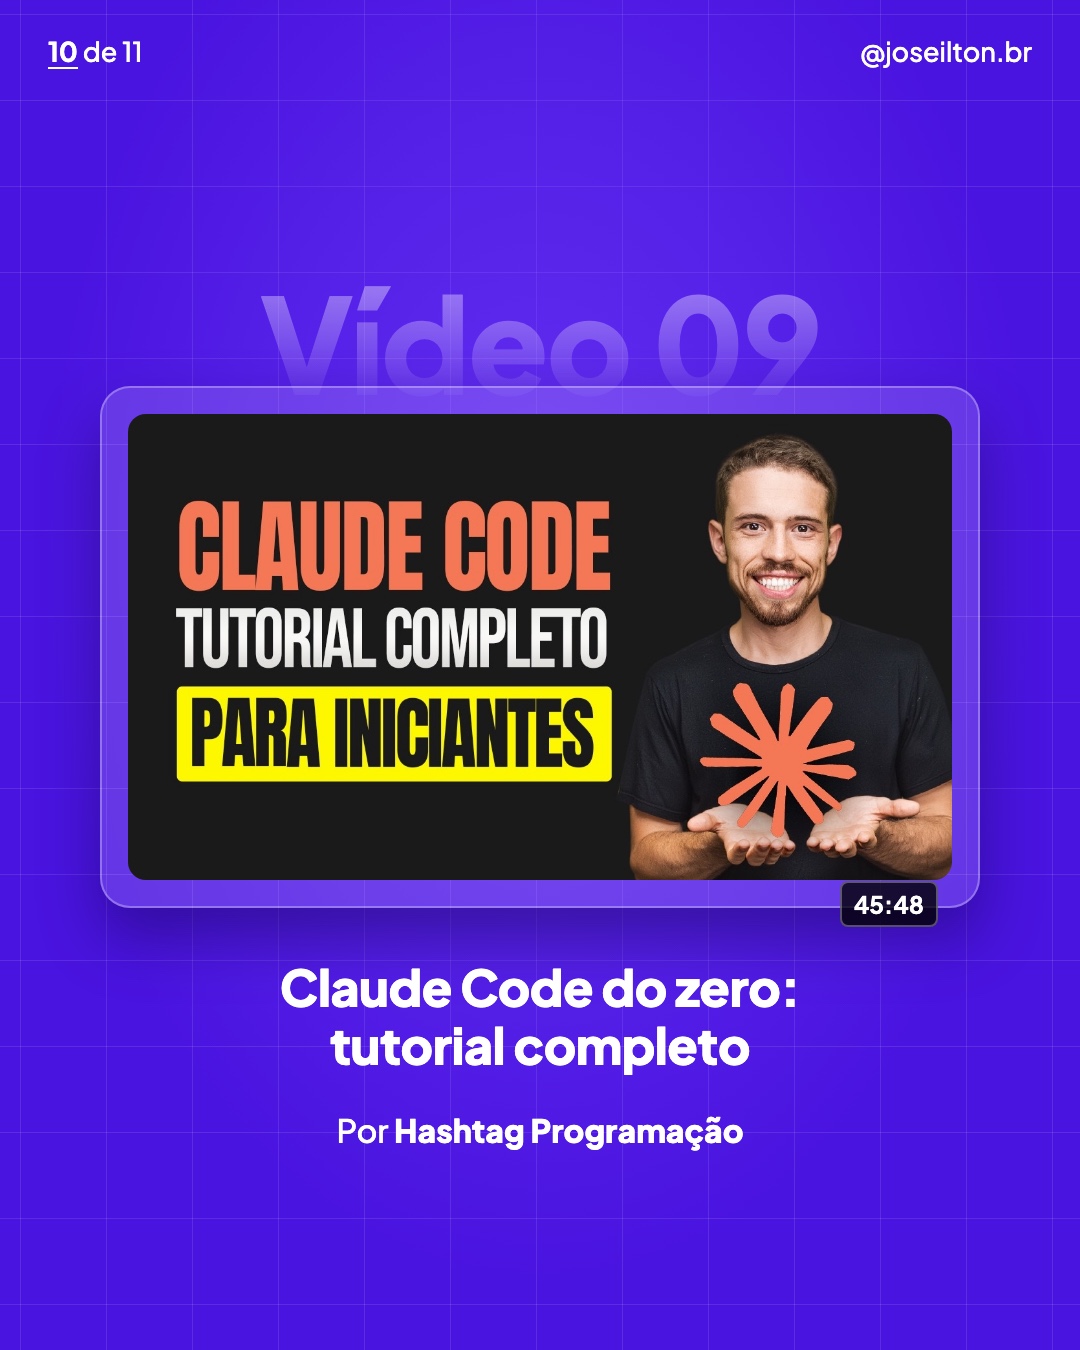 10 de 11
@joseilton.br
Vídeo 09
CLAUDE CODE
TUTORIAL COMPLETO
PARA INICIANTES
45:48
Claude Code do zero:
tutorial completo
Por Hashtag Programação